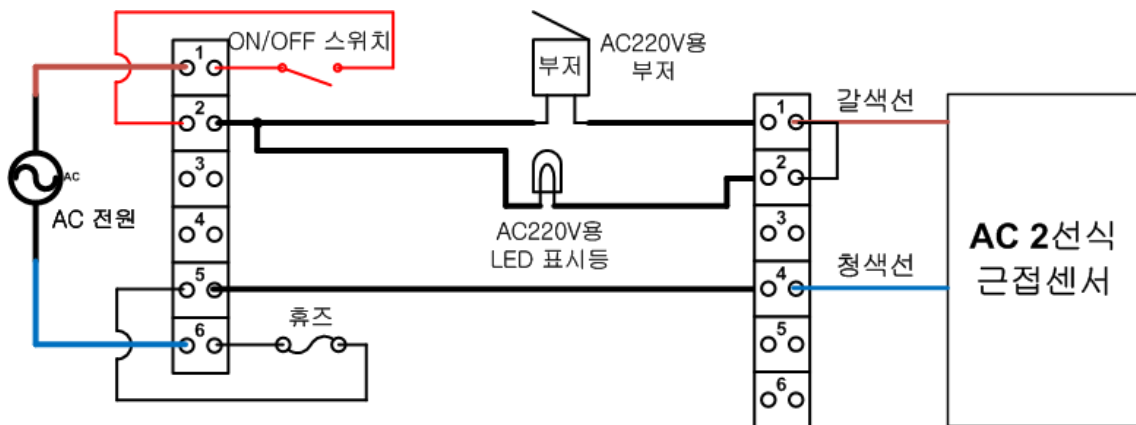 ON/OFF 스위치
1
2
3
4
5
6
AC
AC 전원
휴즈
부저
AC220V용
부저
AC220V용
LED 표시등
1
2
3
4
5
6
갈색선
청색선
AC 2선식
근접센서